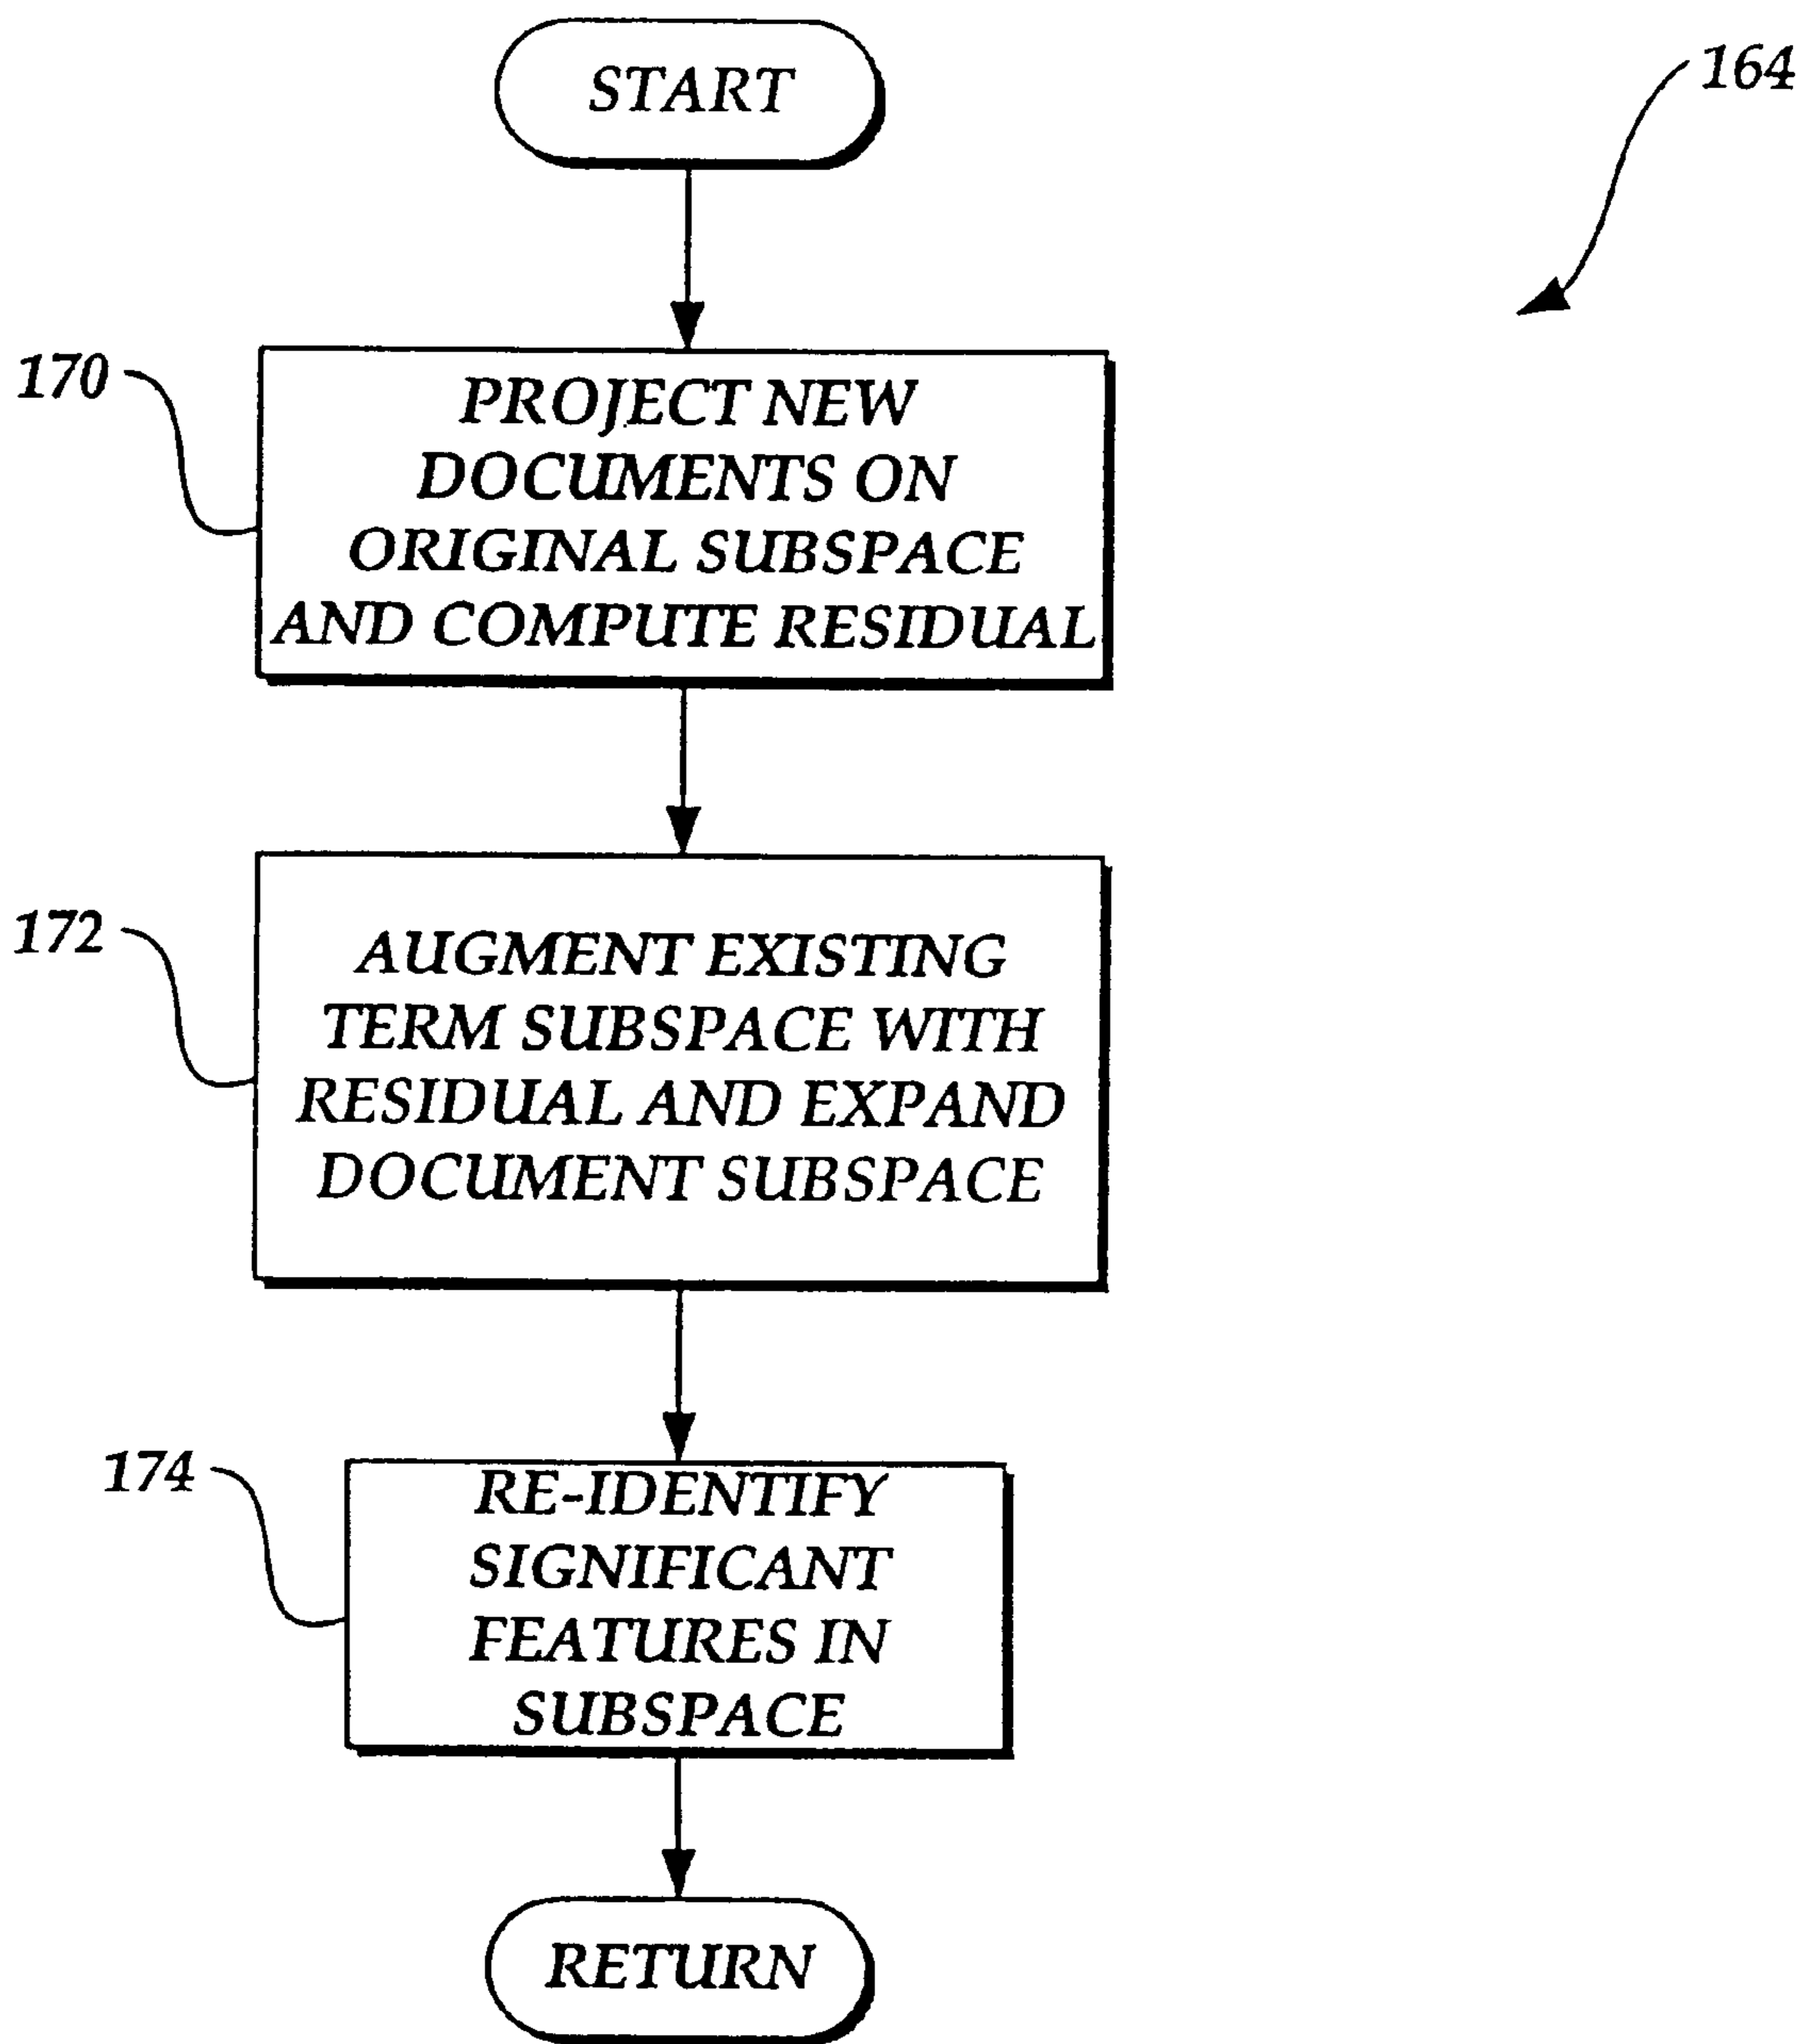 START
164
170
PROJECT NEW
DOCUMENTS ON
ORIGINAL SUBSPACE
AND COMPUTE RESIDUAL
172
AUGMENT EXISTING
TERM SUBSPACE WITH
RESIDUAL AND EXPAND
DOCUMENT SUBSPACE
174
RE-IDENTIFY
SIGNIFICANT
FEATURES IN
SUBSPACE
RETURN